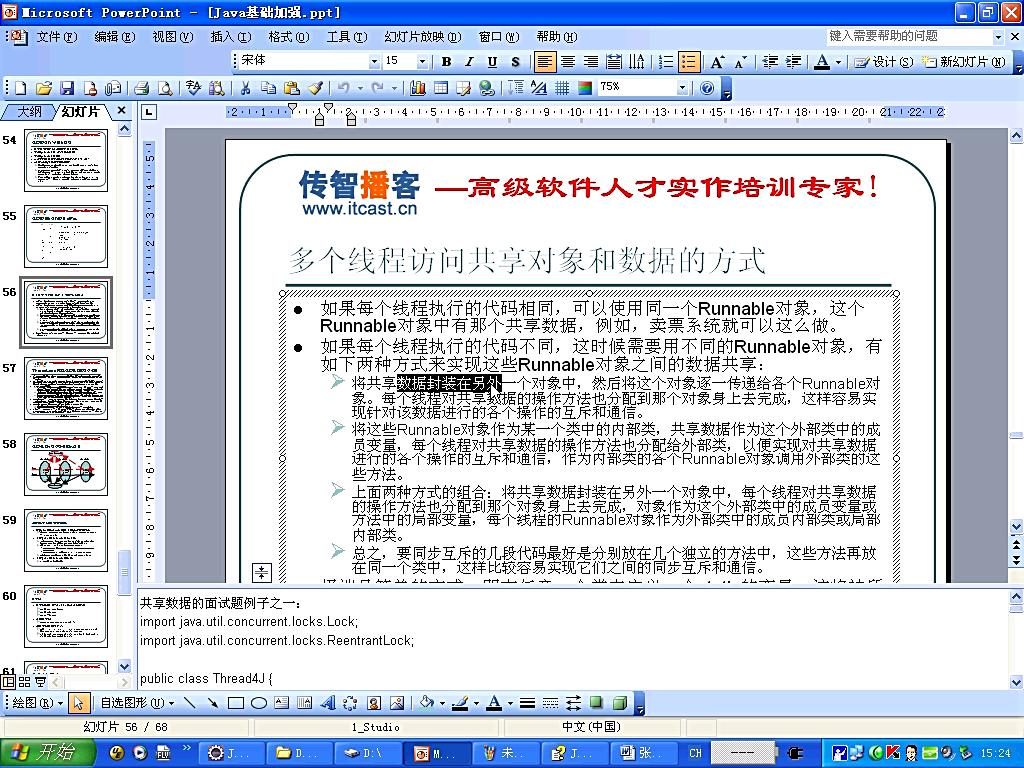 Microsoft PowerPoint - [Java基础加强.ppt]
文件(F) 编辑(E) 视图(V) 插入(I) 格式(O) 工具(T) 幻灯片放映(D) 窗口(W) 帮助(H) 键入需要帮助的问题
宋体 15 B I U S 设计(S) 新幻灯片(N)
75%
大纲 幻灯片
54
55
56
57
58
59
60
61
传智播客 —高级软件人才实作培训专家!
www.itcast.cn
多个线程访问共享对象和数据的方式
如果每个线程执行的代码相同，可以使用同一个Runnable对象，这个
Runnable对象中有那个共享数据，例如，卖票系统就可以这么做。
如果每个线程执行的代码不同，这时候需要用不同的Runnable对象，有
如下两种方式来实现这些Runnable对象之间的数据共享：
将共享数据封装在另外一个对象中，然后将这个对象逐一传递给各个Runnable对
象。每个线程对共享数据的操作方法也分配到那个对象身上去完成，这样容易实
现针对该数据进行的各个操作的互斥和通信。
将这些Runnable对象作为某一个类中的内部类，共享数据作为这个外部类中的成
员变量，每个线程对共享数据的操作方法也分配给外部类，以便实现对共享数据
进行的各个操作的互斥和通信，作为内部类的各个Runnable对象调用外部类的这
些方法。
上面两种方式的组合：将共享数据封装在另外一个对象中，每个线程对共享数据
的操作方法也分配到那个对象身上去完成，对象作为这个外部类中的成员变量或
方法中的局部变量，每个线程的Runnable对象作为外部类中的成员内部类或局部
内部类。
总之，要同步互斥的几段代码最好是分别放在几个独立的方法中，这些方法再放
在同一个类中，这样比较容易实现它们之间的同步互斥和通信。
共享数据的面试题例子之一：
import java.util.concurrent.locks.Lock;
import java.util.concurrent.locks.ReentrantLock;
public class Thread4J {
绘图(R) 自选图形(U)
幻灯片 56 / 68 1_Studio 中文(中国)
开始 J... D... D:\ M... 未... J... 张... CH 15:24